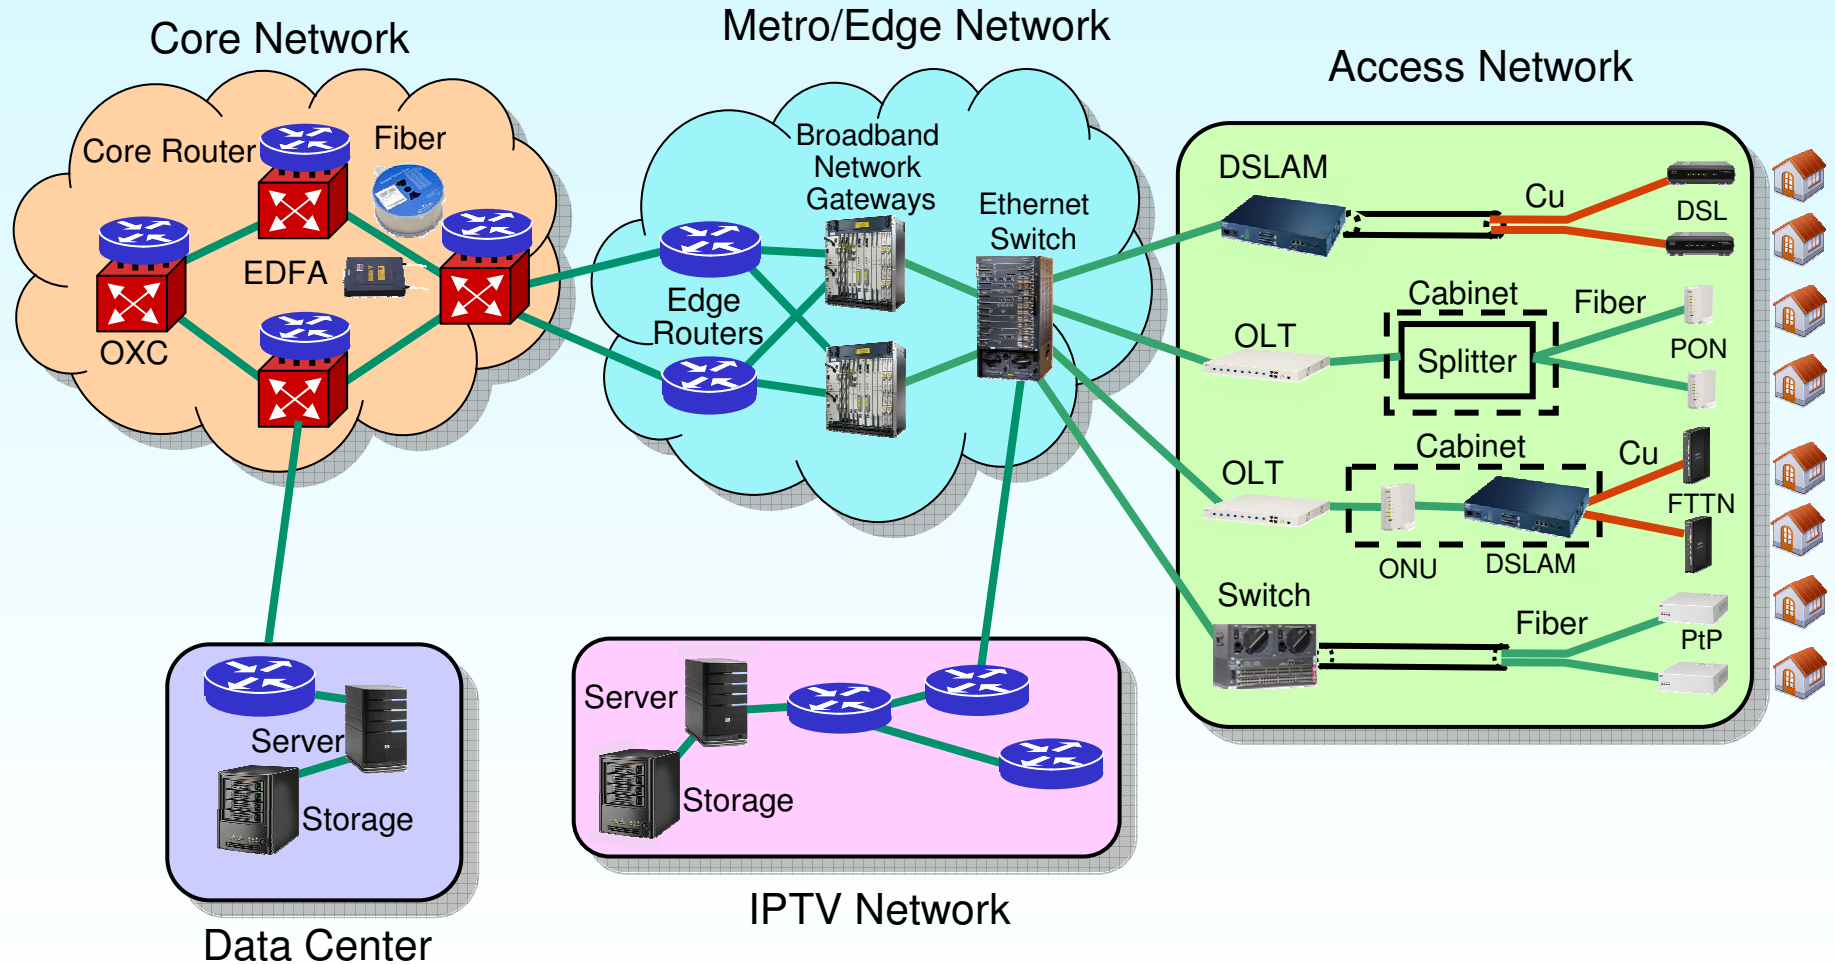 Core Network
Metro/Edge Network
Access Network
Core Router
Fiber
EDFA
OXC
Broadband
Network
Gateways
Ethernet
Switch
Edge
Routers
DSLAM
Cu
DSL
Cabinet
Fiber
OLT
Splitter
PON
Cabinet
Cu
OLT
FTTN
ONU
DSLAM
Switch
Fiber
PtP
Server
Storage
Data Center
Server
Storage
IPTV Network